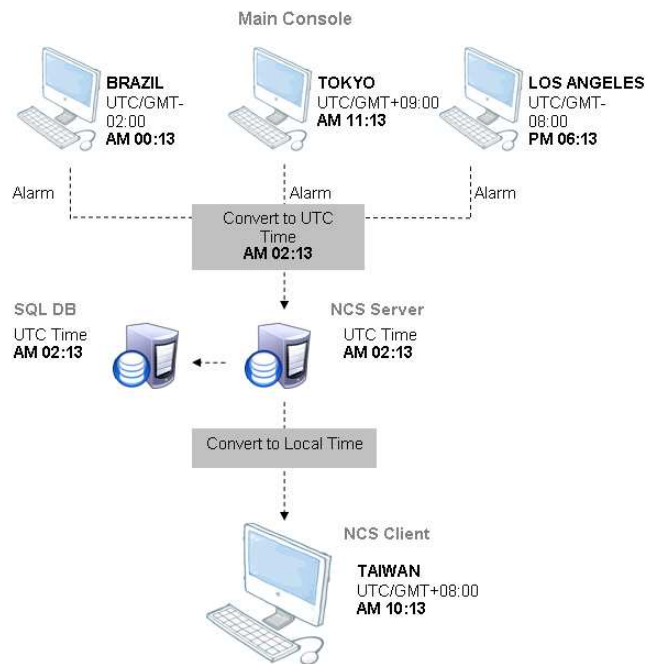 Main Console
BRAZIL
UTC/GMT-
02:00
AM 00:13
TOKYO
UTC/GMT+09:00
AM 11:13
LOS ANGELES
UTC/GMT-
08:00
PM 06:13
Alarm
Alarm
Alarm
Convert to UTC
Time
AM 02:13
SQL DB
UTC Time
AM 02:13
NCS Server
UTC Time
AM 02:13
Convert to Local Time
NCS Client
TAIWAN
UTC/GMT+08:00
AM 10:13